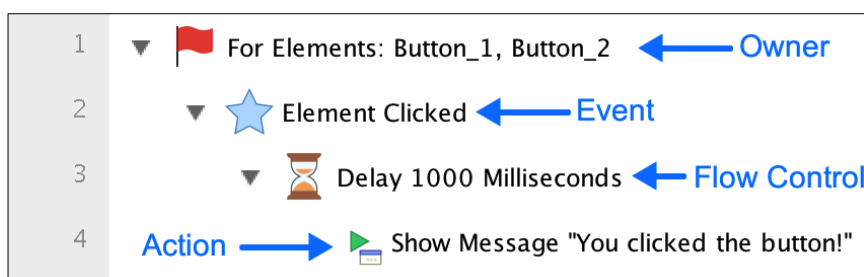 1 For Elements: Button_1, Button_2 Owner
2 Element Clicked Event
3 Delay 1000 Milliseconds Flow Control
4 Action Show Message "You clicked the button!"